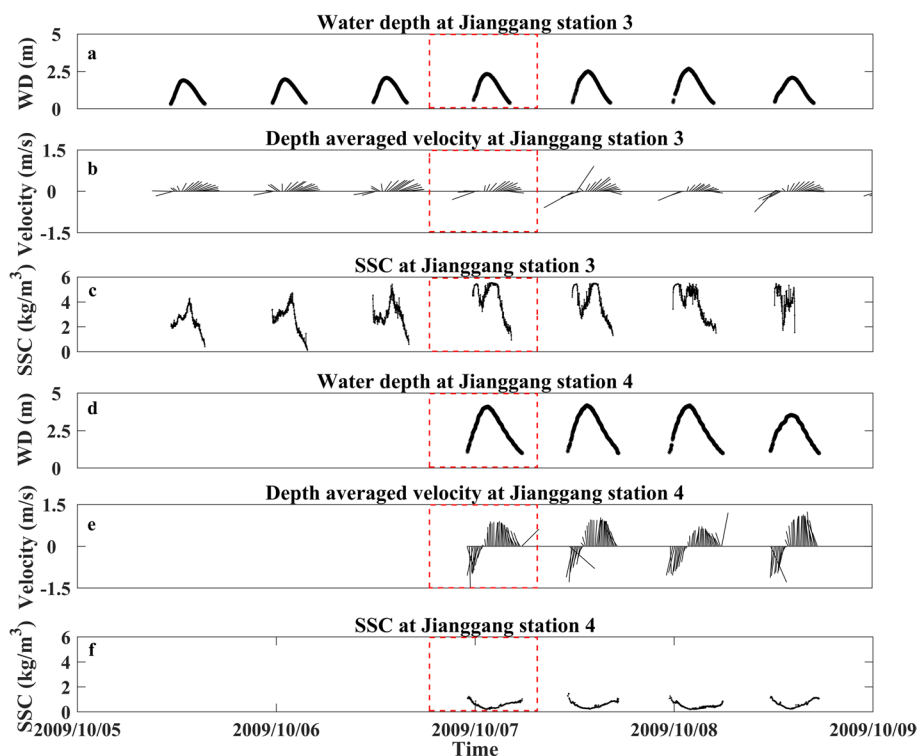 Water depth at Jianggang station 3
a
WD (m)
5
2.5
0
Depth averaged velocity at Jianggang station 3
b
Velocity (m/s)
1.5
0
-1.5
SSC at Jianggang station 3
c
SSC (kg/m³)
6
4
2
0
Water depth at Jianggang station 4
d
WD (m)
5
2.5
0
Depth averaged velocity at Jianggang station 4
e
Velocity (m/s)
1.5
0
-1.5
SSC at Jianggang station 4
f
SSC (kg/m³)
6
4
2
0
2009/10/05 2009/10/06 2009/10/07 2009/10/08 2009/10/09
Time